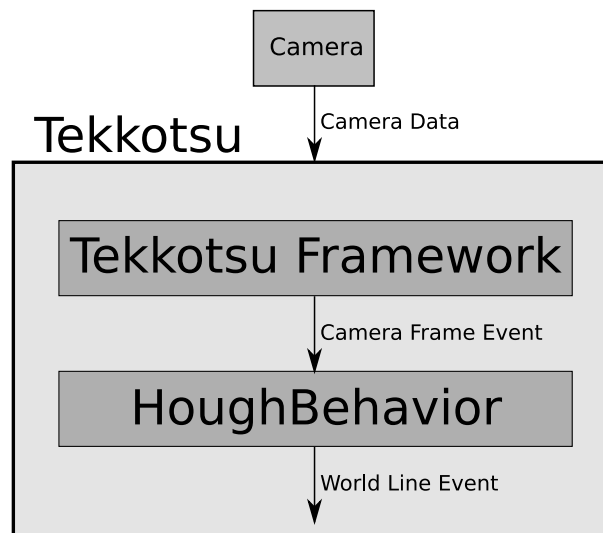 Camera
Camera Data
Tekkotsu
Tekkotsu Framework
Camera Frame Event
HoughBehavior
World Line Event